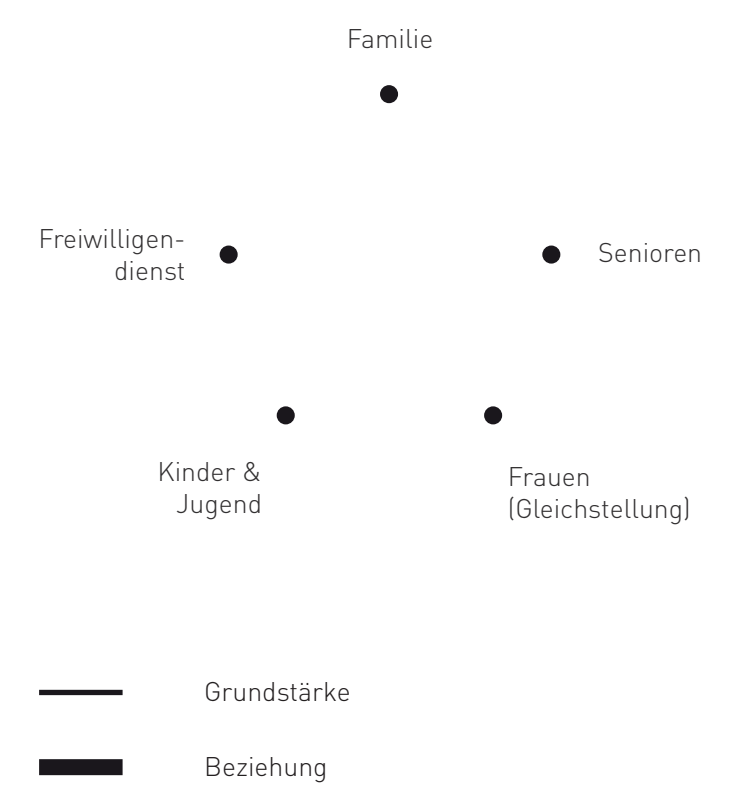 Familie
Freiwilligen-
dienst
Senioren
Kinder &
Jugend
Frauen
(Gleichstellung)
Grundstärke
Beziehung